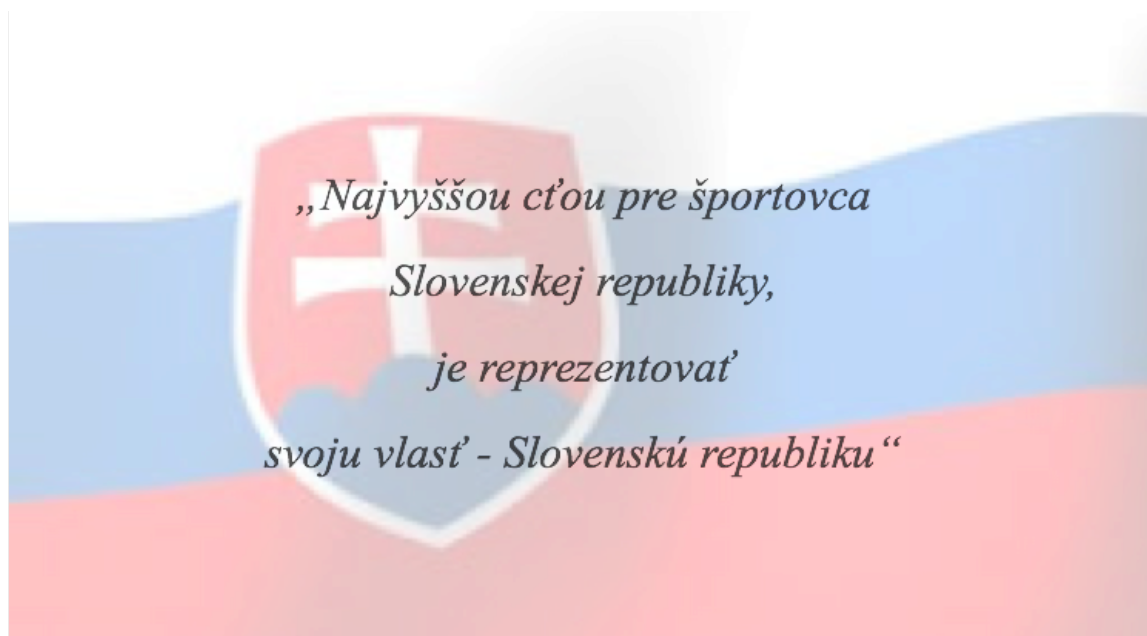 „Najvyššou cťou pre športovca
Slovenskej republiky,
je reprezentovať
svoju vlasť - Slovenskú republiku“